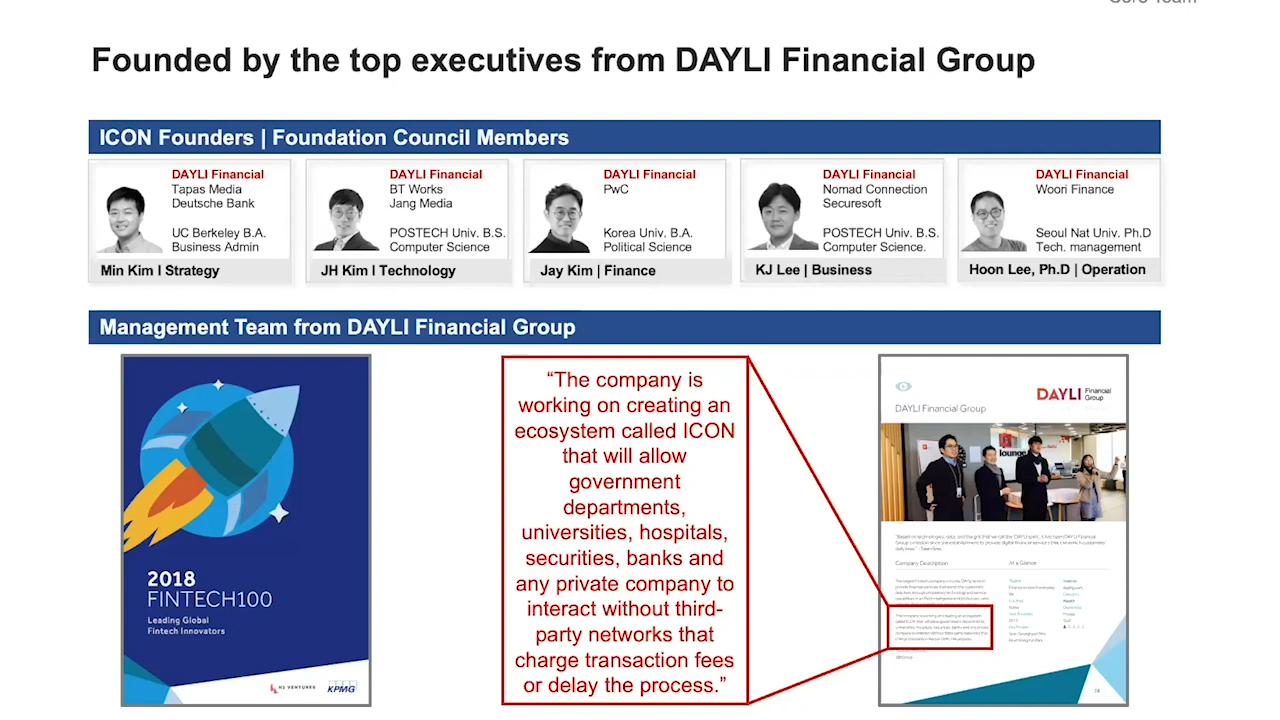 Core Team
Founded by the top executives from DAYLI Financial Group
ICON Founders | Foundation Council Members
DAYLI Financial
Tapas Media
Deutsche Bank
UC Berkeley B.A.
Business Admin
Min Kim l Strategy
DAYLI Financial
BT Works
Jang Media
POSTECH Univ. B.S.
Computer Science
JH Kim l Technology
DAYLI Financial
PwC
Korea Univ. B.A.
Political Science
Jay Kim | Finance
DAYLI Financial
Nomad Connection
Securesoft
POSTECH Univ. B.S.
Computer Science.
KJ Lee | Business
DAYLI Financial
Woori Finance
Seoul Nat Univ. Ph.D
Tech. management
Hoon Lee, Ph.D | Operation
Management Team from DAYLI Financial Group
2018
FINTECH100
Leading Global
Fintech Innovators
H2 VENTURES
KPMG
“The company is
working on creating an
ecosystem called ICON
that will allow
government
departments,
universities, hospitals,
securities, banks and
any private company to
interact without third-
party networks that
charge transaction fees
or delay the process.”
DAYLI Financial
Group
DAYLI Financial Group
lounge
Company Description
At a Glance